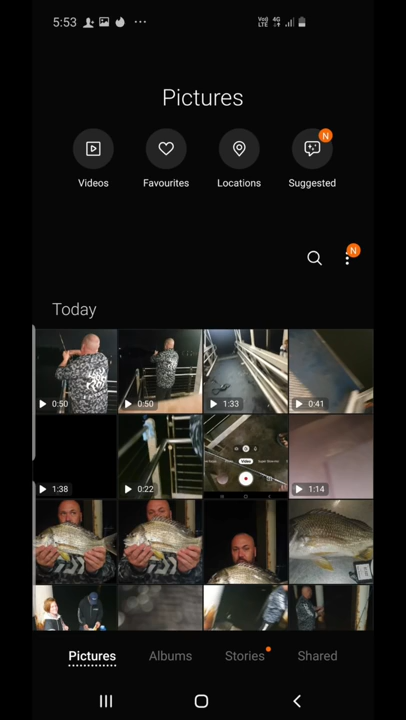 5:53
Vo) 4G
LTE
Pictures
N
Videos Favourites Locations Suggested
N
Today
0:50 0:50 1:33 0:41
1:38 0:22 Video 1:14
Pictures Albums Stories Shared